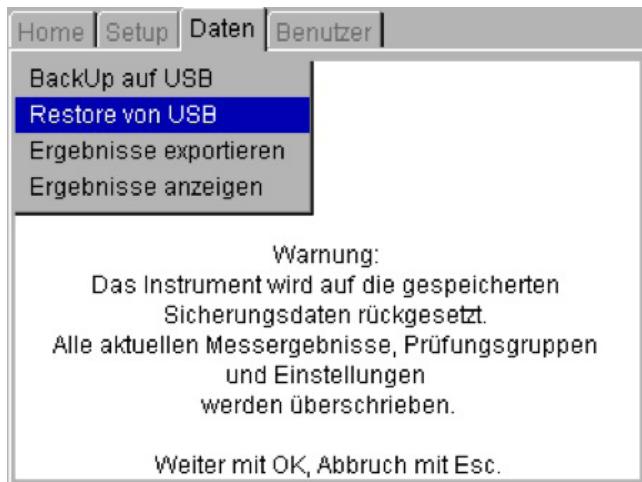 Home Setup Daten Benutzer
BackUp auf USB
Restore von USB
Ergebnisse exportieren
Ergebnisse anzeigen
Warnung:
Das Instrument wird auf die gespeicherten
Sicherungsdaten rückgesetzt.
Alle aktuellen Messergebnisse, Prüfungsgruppen
und Einstellungen
werden überschrieben.
Weiter mit OK, Abbruch mit Esc.